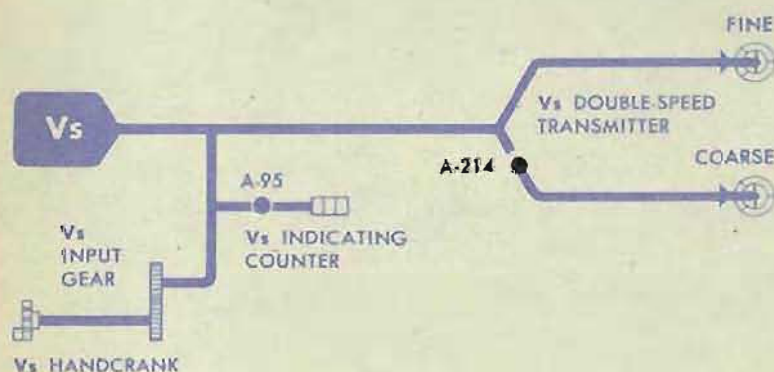 FINE
Vs
Vs DOUBLE-SPEED
TRANSMITTER
A-214
COARSE
A-95
Vs INDICATING
COUNTER
Vs
INPUT
GEAR
Vs HANDCRANK